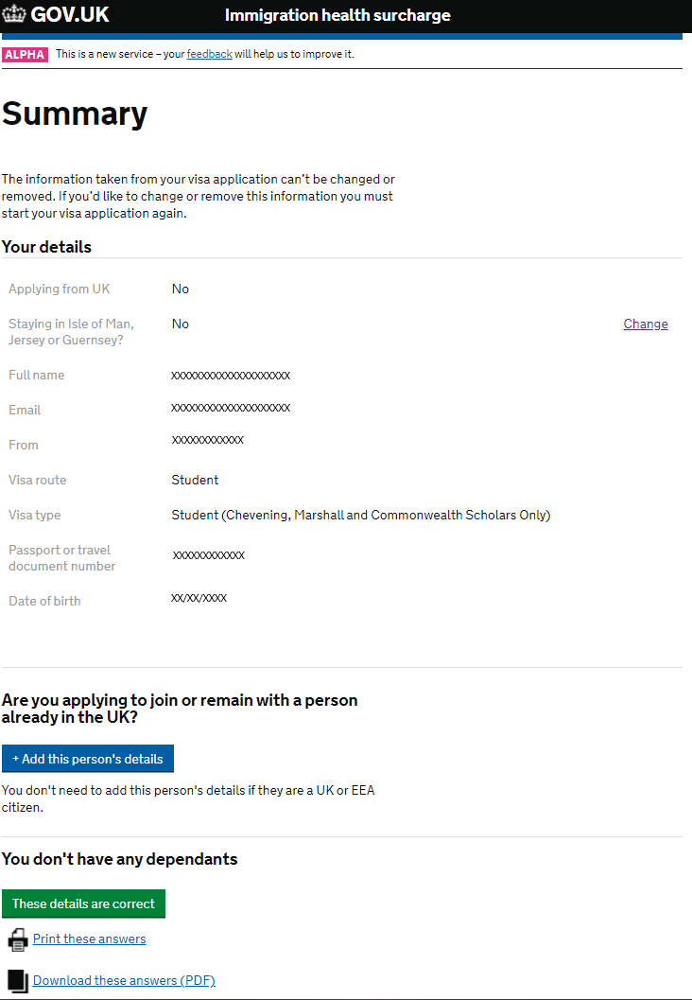 GOV.UK Immigration health surcharge
ALPHA This is a new service – your feedback will help us to improve it.
Summary
The information taken from your visa application can't be changed or
removed. If you'd like to change or remove this information you must
start your visa application again.
Your details
Applying from UK No
Staying in Isle of Man, No Change
Jersey or Guernsey?
Full name XXXXXXXXXXXXXXXXXXXX
Email XXXXXXXXXXXXXXXXXXXX
From XXXXXXXXXXXX
Visa route Student
Visa type Student (Chevening, Marshall and Commonwealth Scholars Only)
Passport or travel XXXXXXXXXXXX
document number
Date of birth XX/XX/XXXX
Are you applying to join or remain with a person
already in the UK?
+ Add this person's details
You don't need to add this person's details if they are a UK or EEA
citizen.
You don't have any dependants
These details are correct
Print these answers
Download these answers (PDF)